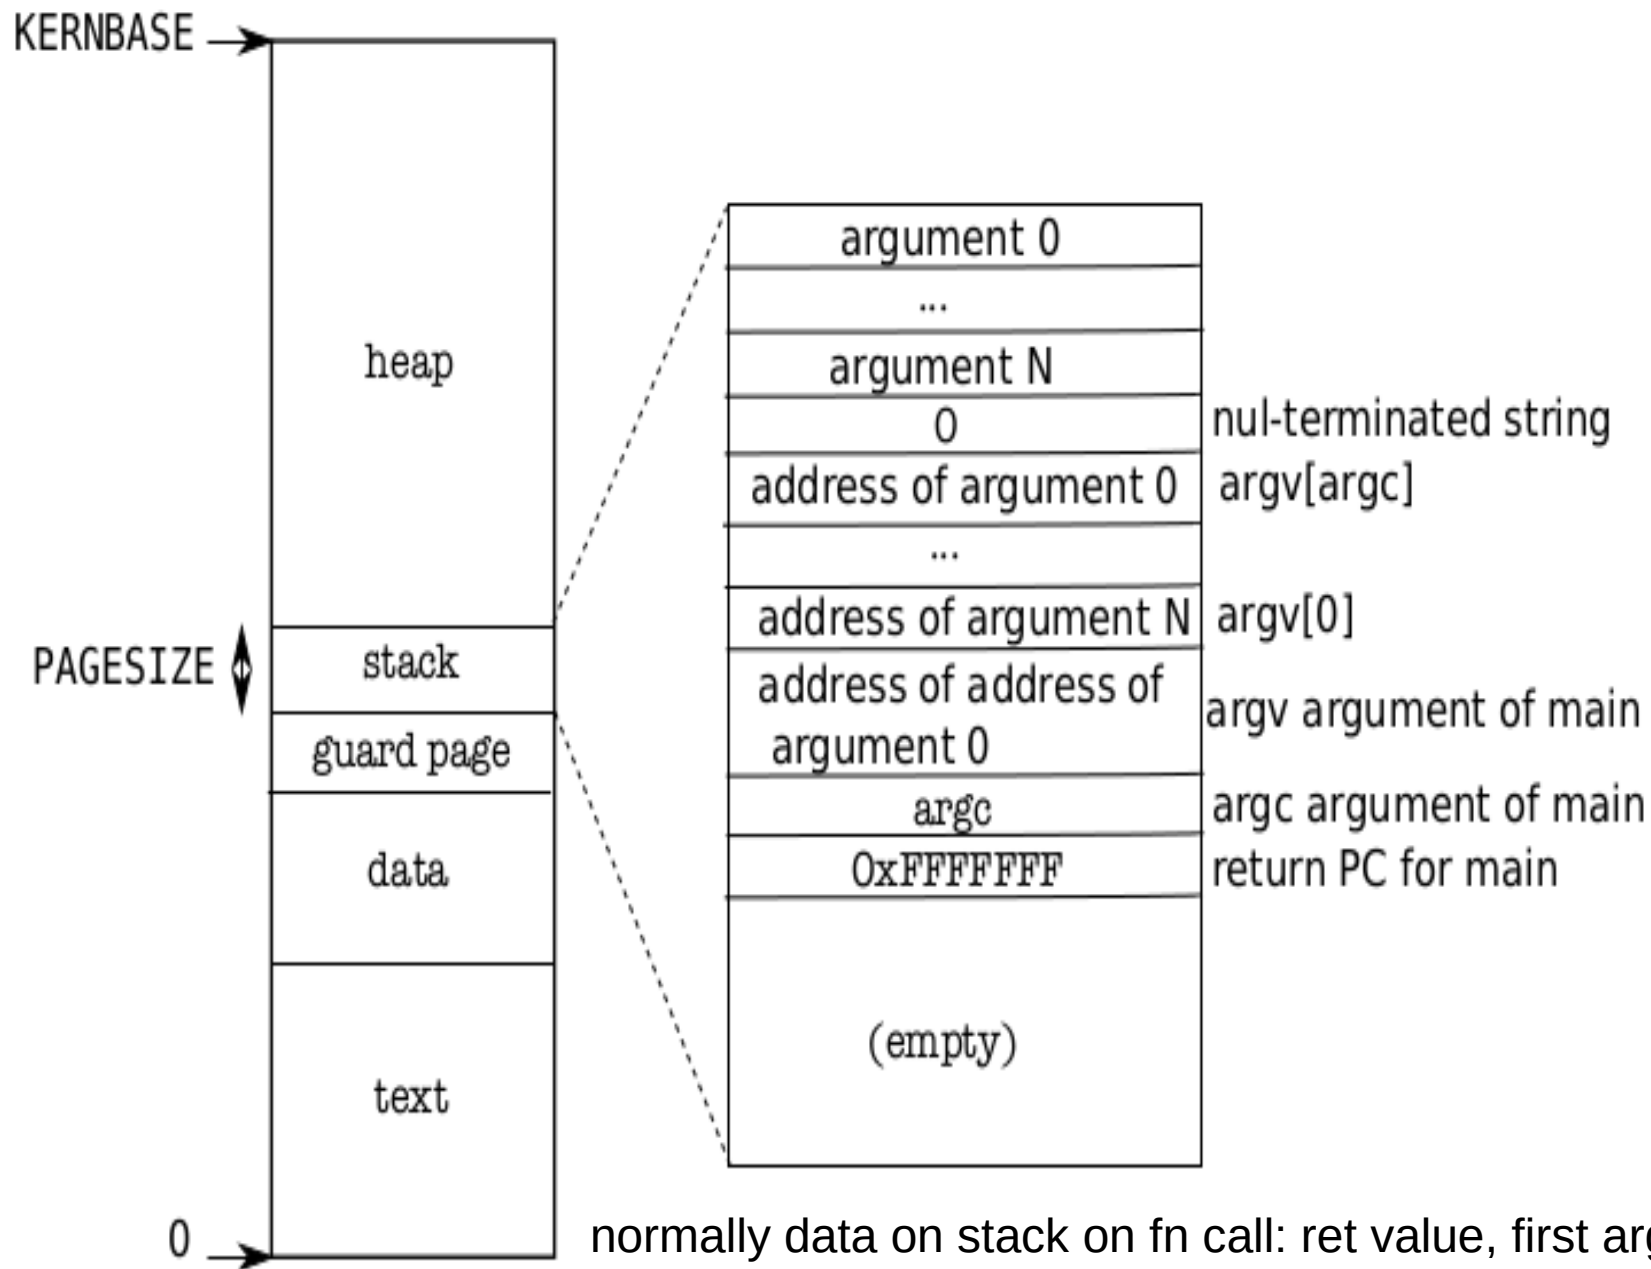 KERNBASE
heap
PAGESIZE
stack
guard page
data
text
0
argument 0
...
argument N
0
nul-terminated string
address of argument 0
argv[argc]
...
address of argument N
argv[0]
address of address of
argument 0
argv argument of main
argc
argc argument of main
0xFFFFFFF
return PC for main
(empty)
normally data on stack on fn call: ret value, first